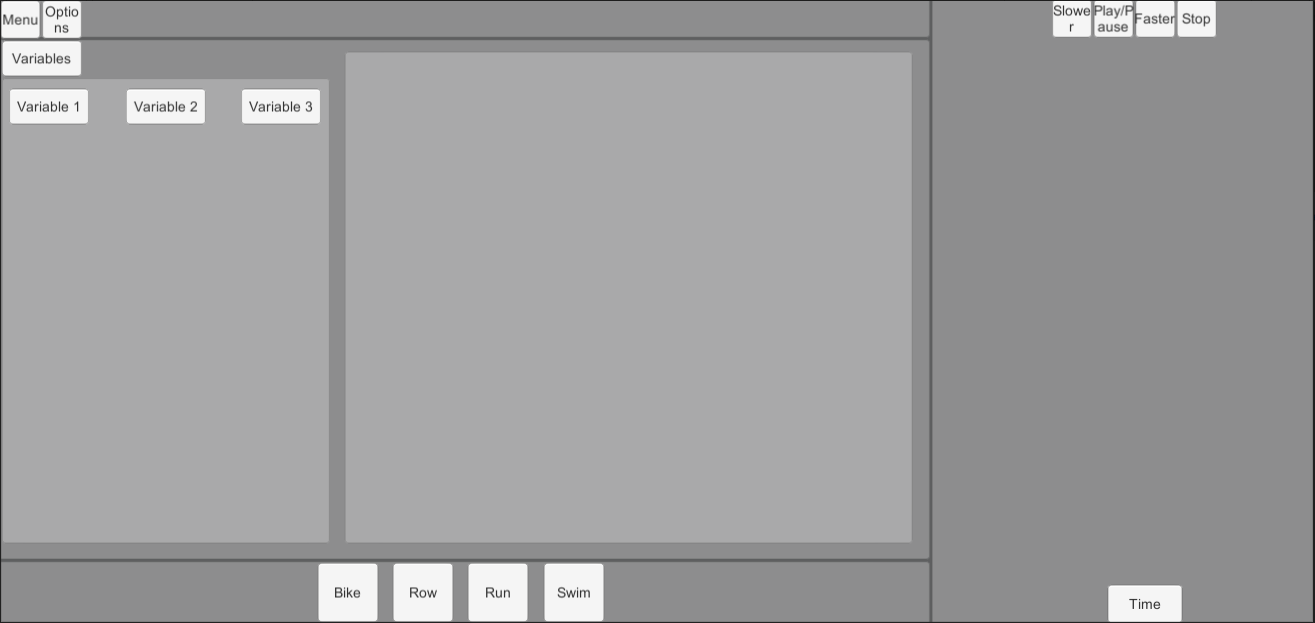 Menu
Optio
ns
Slowe
r
Play/P
ause
Faster
Stop
Variables
Variable 1
Variable 2
Variable 3
Bike
Row
Run
Swim
Time